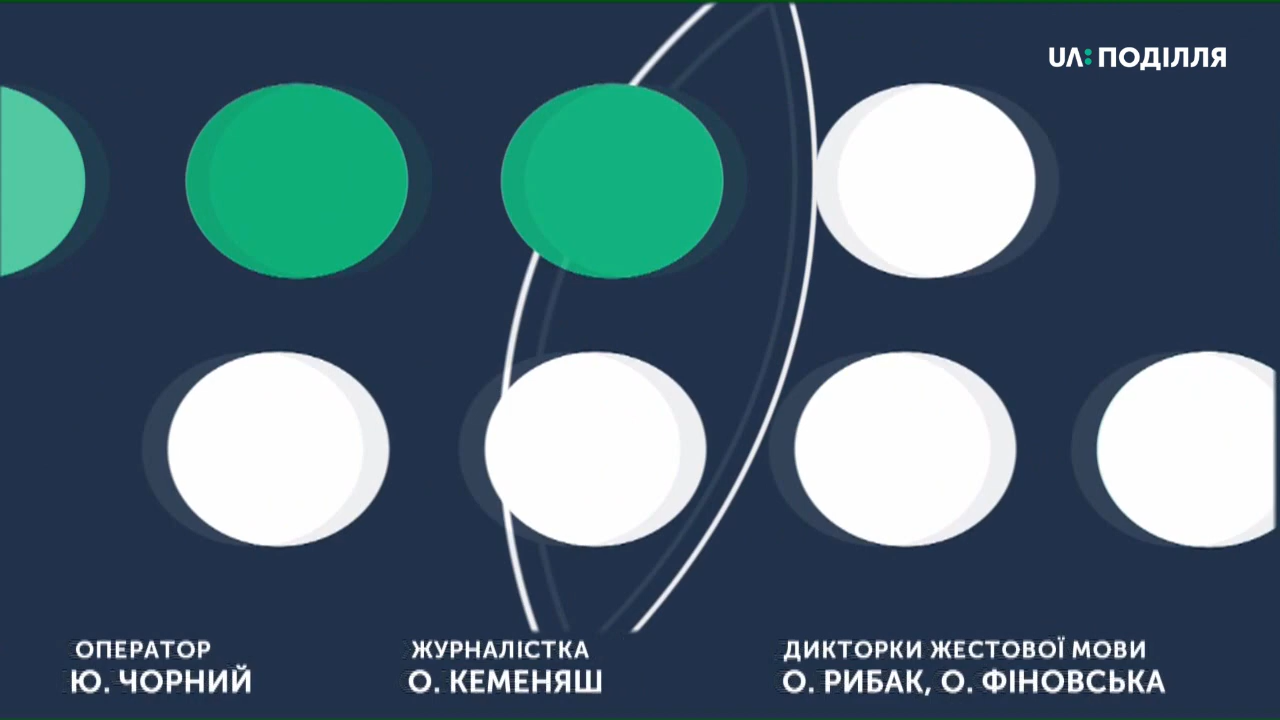 UA: ПОДІЛЛЯ
ОПЕРАТОР
Ю. ЧОРНИЙ
ЖУРНАЛІСТКА
О. КЕМЕНЯШ
ДИКТОРКИ ЖЕСТОВОЇ МОВИ
О. РИБАК, О. ФІНОВСЬКА